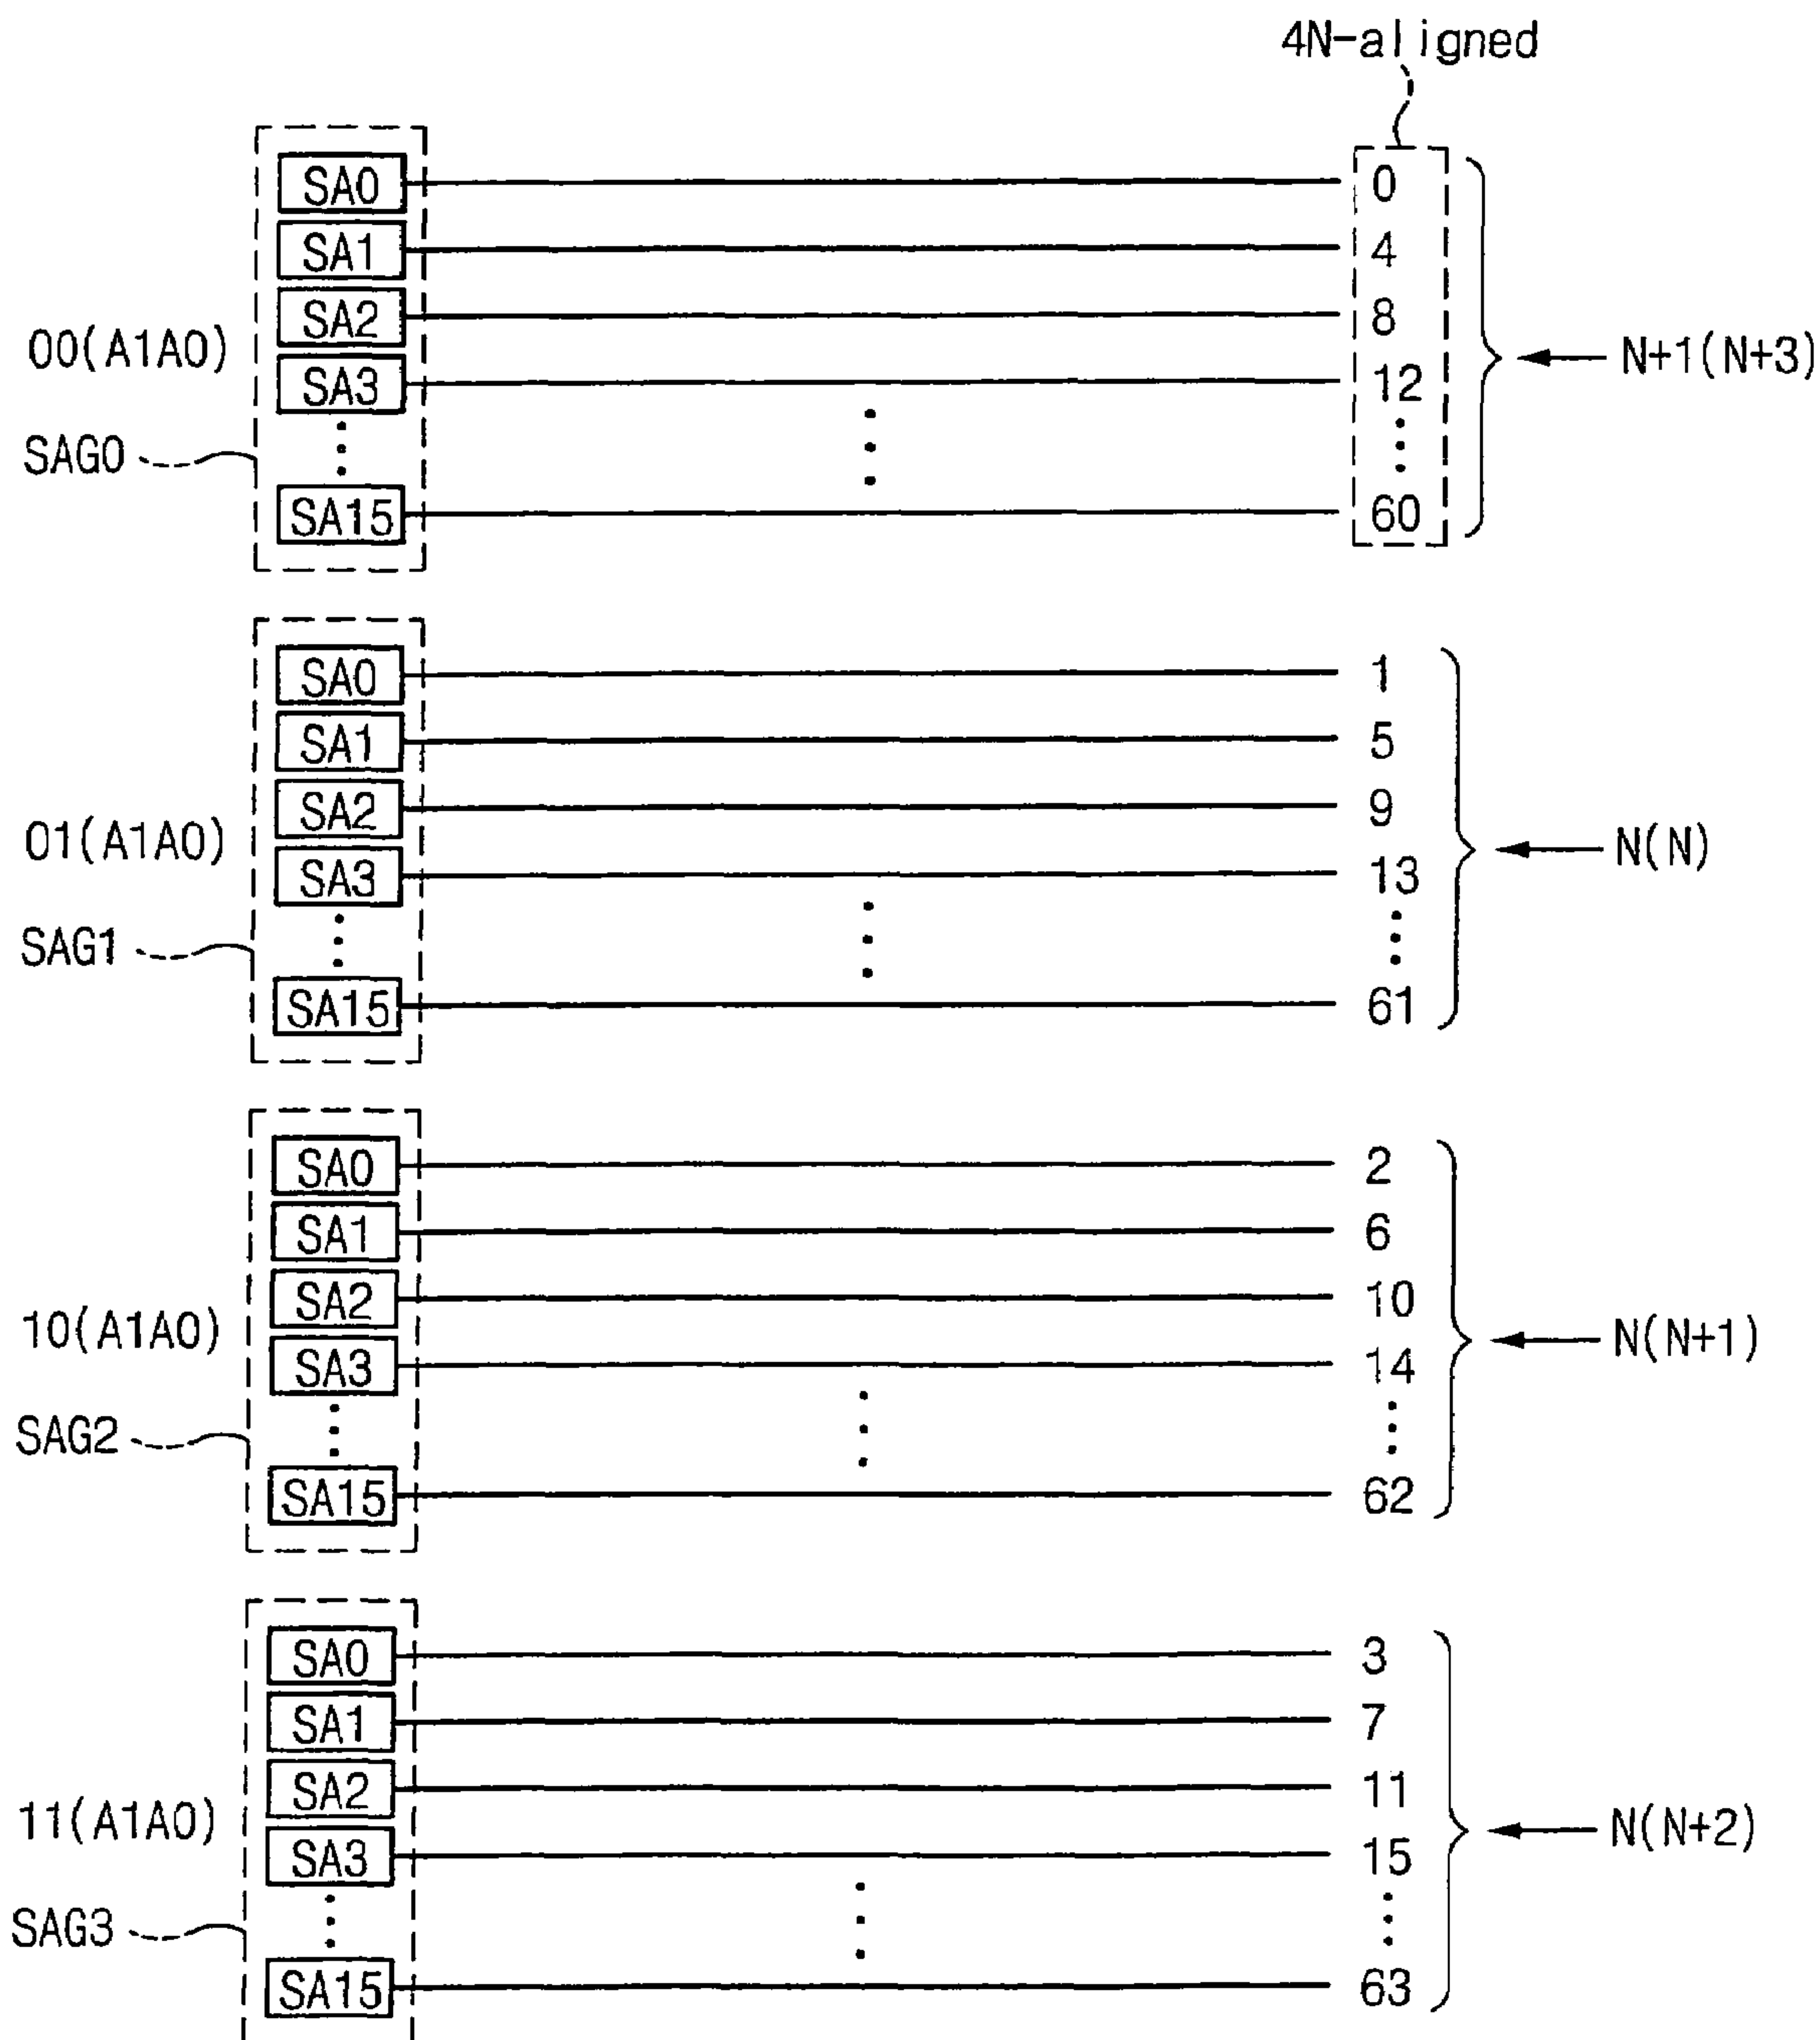 4N-aligned
SA0 0
SA1 4
SA2 8
00(A1A0)
SA3 12
N+1(N+3)
SAG0
SA15 60
SA0 1
SA1 5
SA2 9
01(A1A0)
SA3 13
N(N)
SAG1
SA15 61
SA0 2
SA1 6
SA2 10
10(A1A0)
SA3 14
N(N+1)
SAG2
SA15 62
SA0 3
SA1 7
SA2 11
11(A1A0)
SA3 15
N(N+2)
SAG3
SA15 63